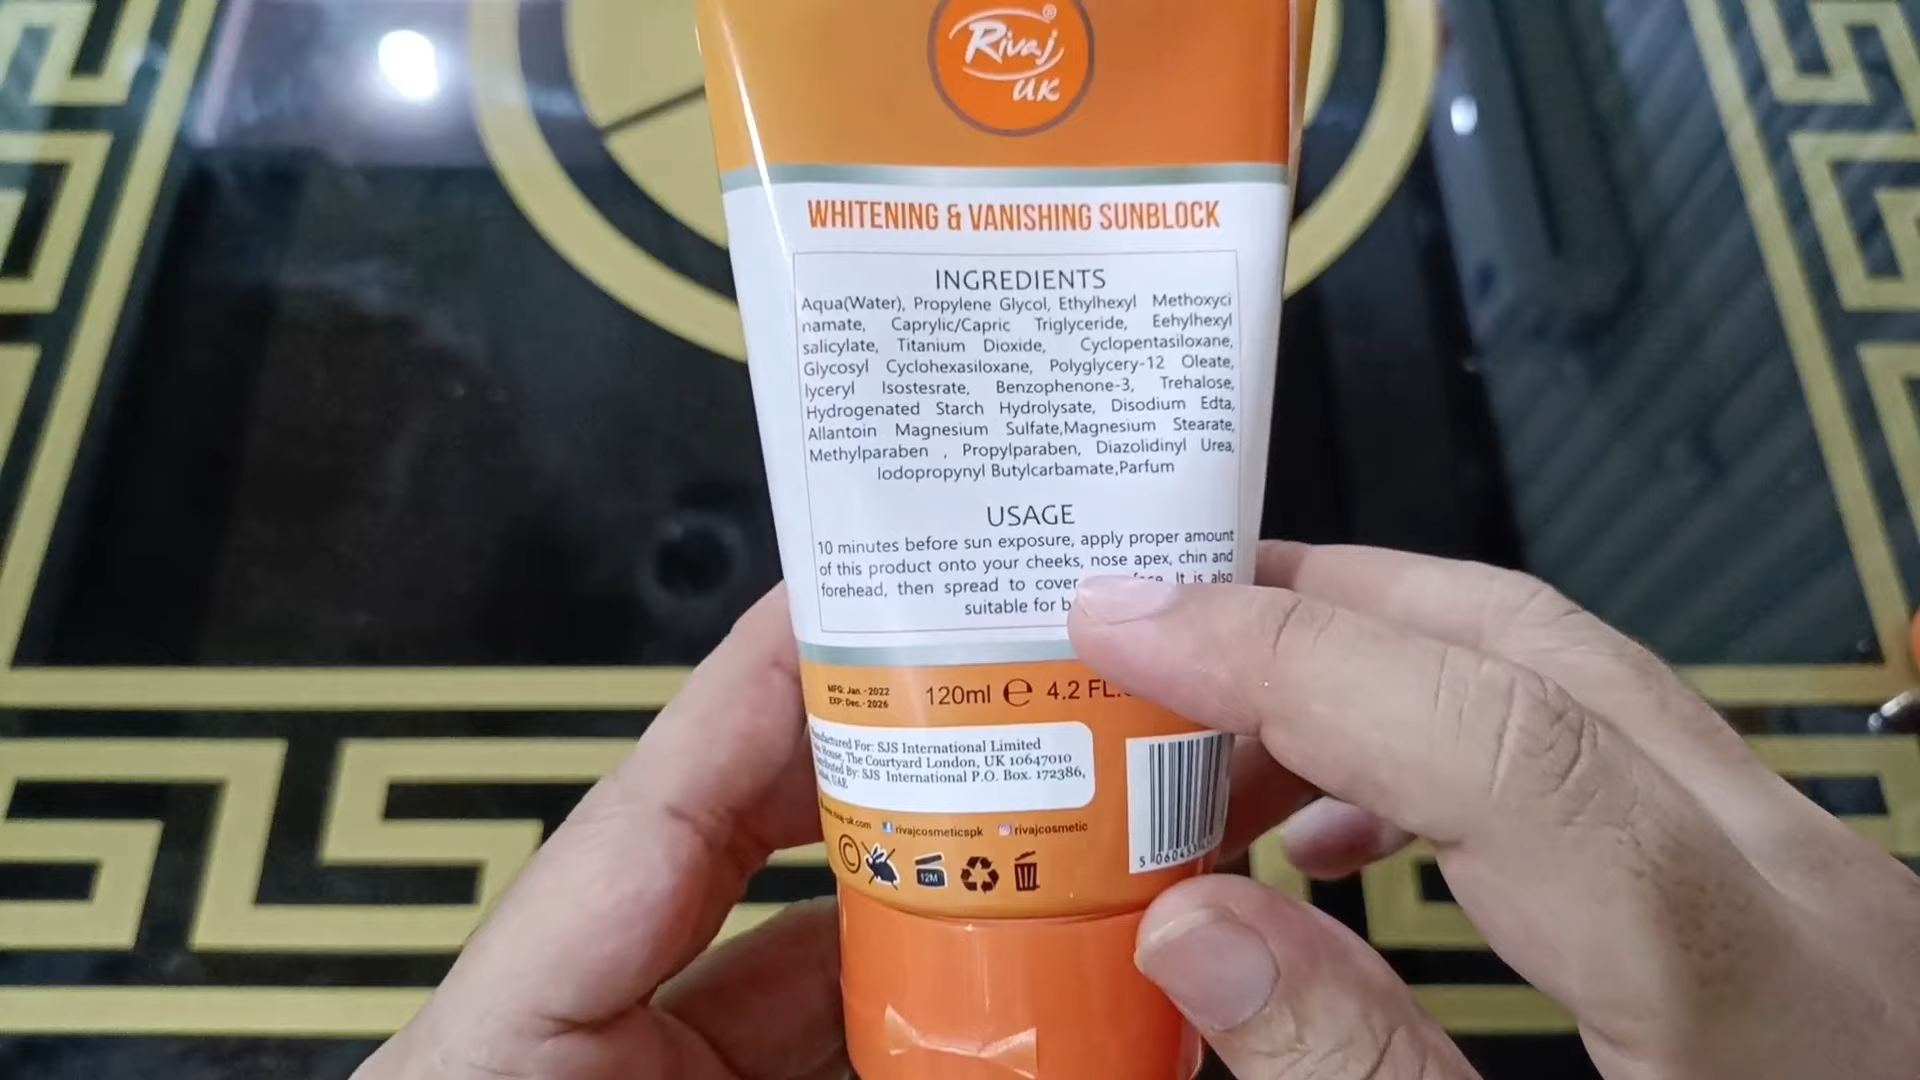 Rivaj®
UK
WHITENING & VANISHING SUNBLOCK
INGREDIENTS
Aqua(Water), Propylene Glycol, Ethylhexyl Methoxyci
namate, Caprylic/Capric Triglyceride, Eehylhexyl
salicylate, Titanium Dioxide, Cyclopentasiloxane,
Glycosyl Cyclohexasiloxane, Polyglycery-12 Oleate,
lyceryl Isostesrate, Benzophenone-3, Trehalose,
Hydrogenated Starch Hydrolysate, Disodium Edta,
Allantoin Magnesium Sulfate,Magnesium Stearate,
Methylparaben , Propylparaben, Diazolidinyl Urea,
Iodopropynyl Butylcarbamate,Parfum
USAGE
10 minutes before sun exposure, apply proper amount
of this product onto your cheeks, nose apex, chin and
forehead, then spread to cover It is also
suitable for
MFG: Jan.-2022
EXP: Dec.-2026
120ml e 4.2 FL.
For: SJS International Limited
House, The Courtyard London, UK 10647010
By: SJS International P.O. Box. 172386,
UAE
rivajcosmeticspk rivajcosmetic
12M